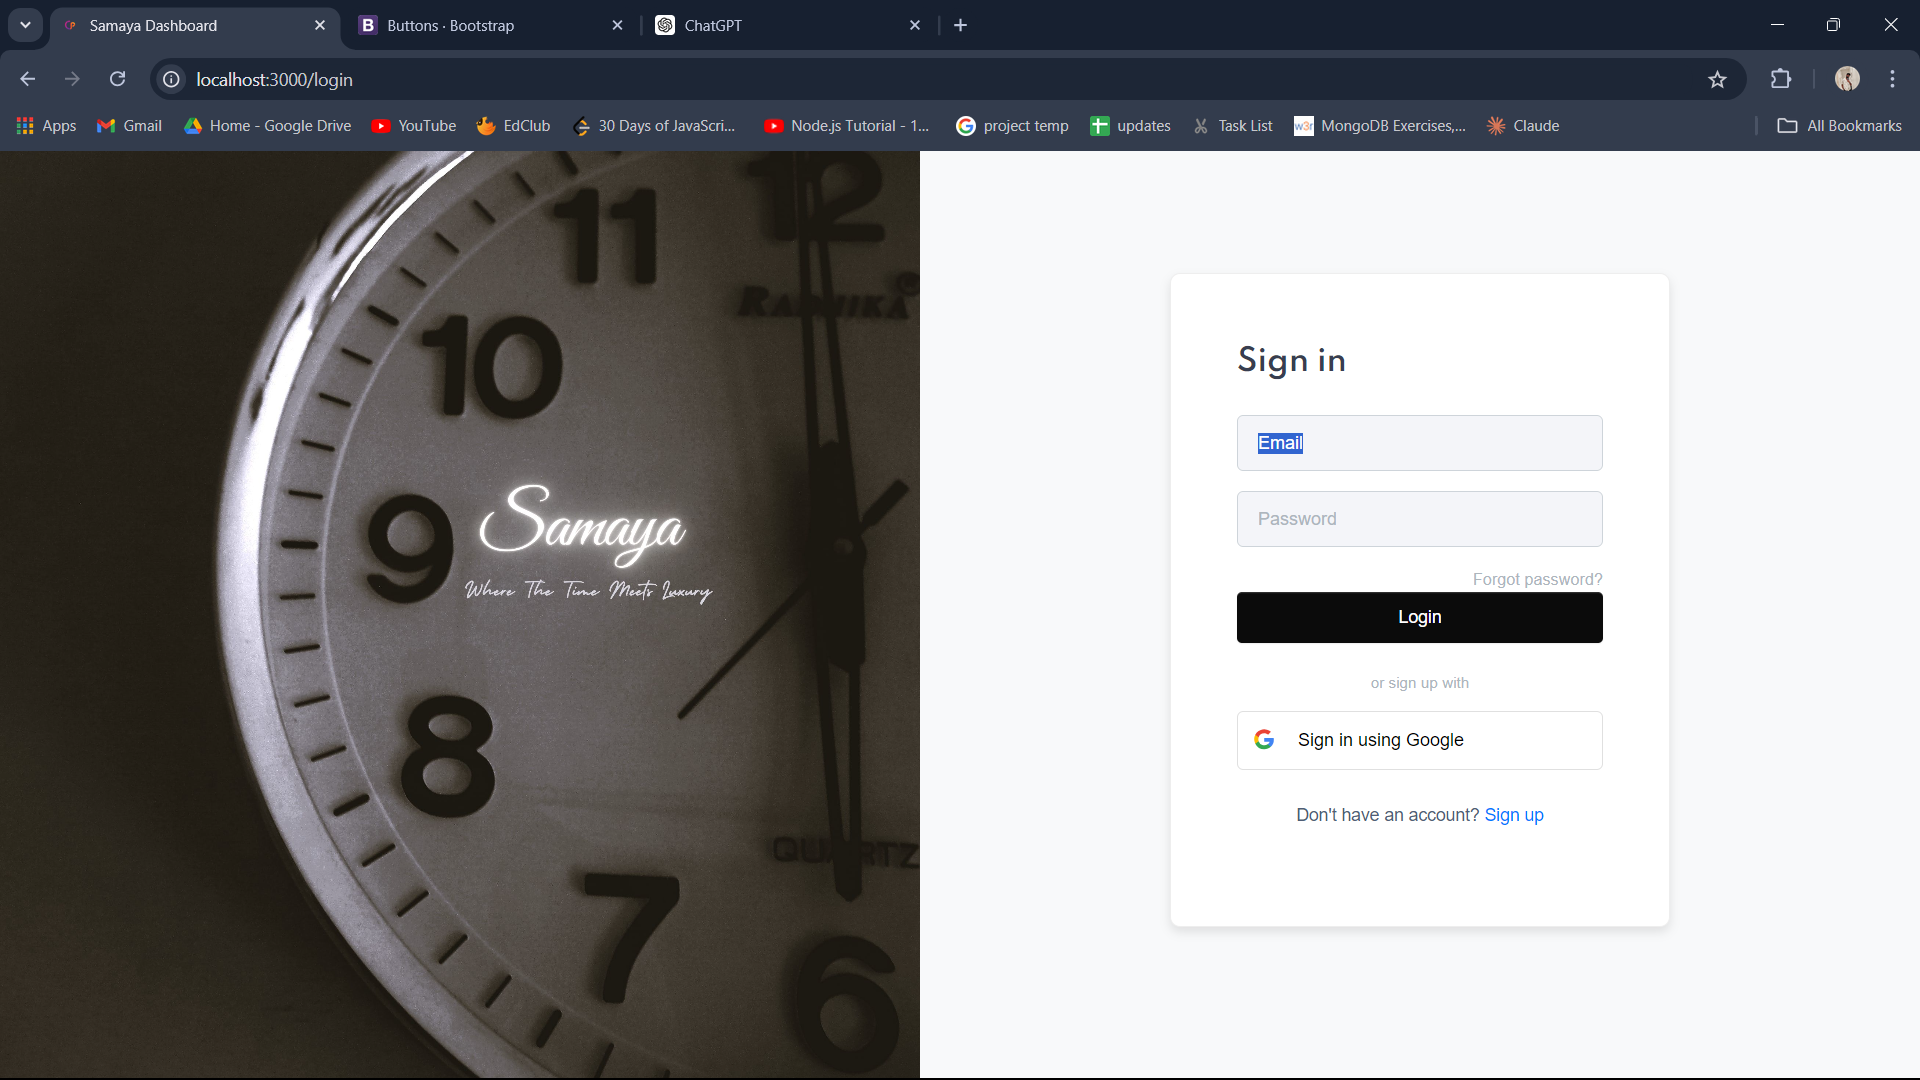 Samaya Dashboard
Buttons · Bootstrap
ChatGPT
localhost:3000/login
Apps
Gmail
Home - Google Drive
YouTube
EdClub
30 Days of JavaScri...
Node.js Tutorial - 1...
project temp
updates
Task List
w3r
MongoDB Exercises,...
Claude
All Bookmarks
12
11
10
9
8
7
6
QUARTZ
Samaya
Where The Time Meets Luxury
Sign in
Email
Password
Forgot password?
Login
or sign up with
Sign in using Google
Don't have an account? Sign up